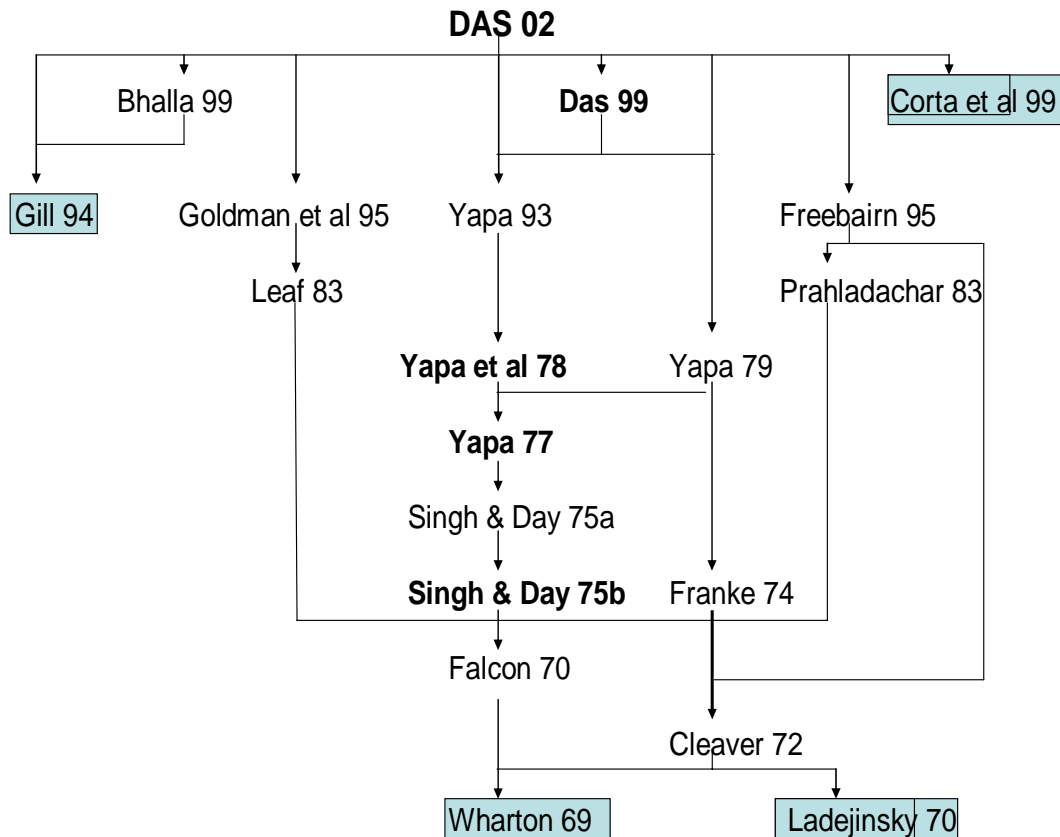 DAS 02
Bhalla 99
Das 99
Corta et al 99
Gill 94
Goldman et al 95
Yapa 93
Freebairn 95
Leaf 83
Prahladachar 83
Yapa et al 78
Yapa 79
Yapa 77
Singh & Day 75a
Singh & Day 75b
Franke 74
Falcon 70
Cleaver 72
Wharton 69
Ladejinsky 70